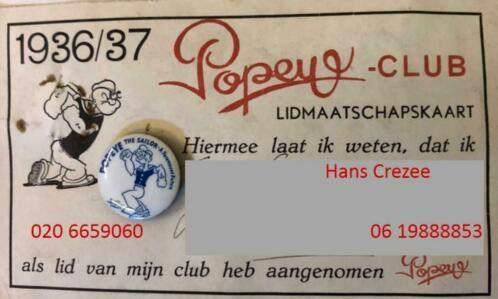 1936/37
Popeye-CLUB
LIDMAATSCHAPSKAART
POPEYE THE SAILOR
Hiermee laat ik weten, dat ik
Hans Crezee
020 6659060
06 19888853
als lid van mijn club heb aangenomen Popeye